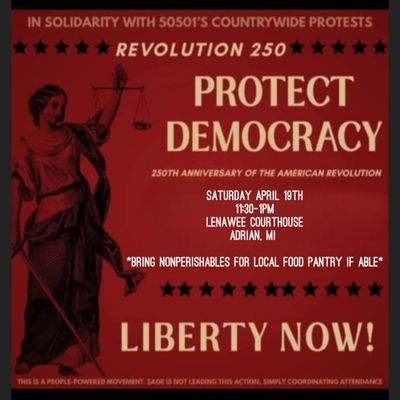 IN SOLIDARITY WITH 50501'S COUNTRYWIDE PROTESTS
REVOLUTION 250
PROTECT
DEMOCRACY
250TH ANNIVERSARY OF THE AMERICAN REVOLUTION
SATURDAY APRIL 19TH
11:30-1PM
LENAWEE COURTHOUSE
ADRIAN, MI
*BRING NONPERISHABLES FOR LOCAL FOOD PANTRY IF ABLE*
LIBERTY NOW!
THIS IS A PEOPLE-POWERED MOVEMENT. SAGE IS NOT LEADING THIS ACTION, SIMPLY COORDINATING ATTENDANCE